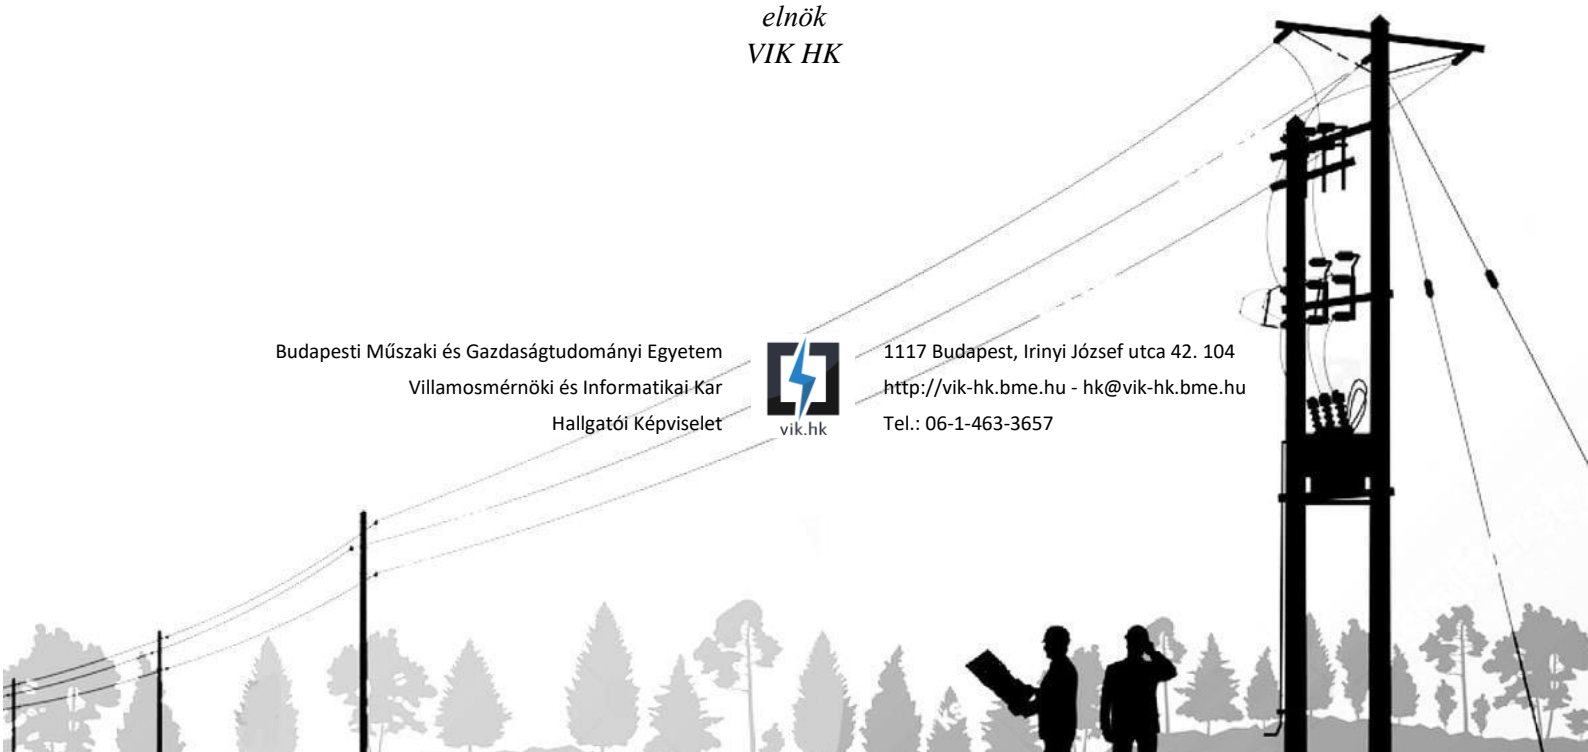 elnök
VIK HK
Budapesti Műszaki és Gazdaságtudományi Egyetem
Villamosmérnöki és Informatikai Kar
Hallgatói Képviselet
vik.hk
1117 Budapest, Irinyi József utca 42. 104
http://vik-hk.bme.hu - hk@vik-hk.bme.hu
Tel.: 06-1-463-3657